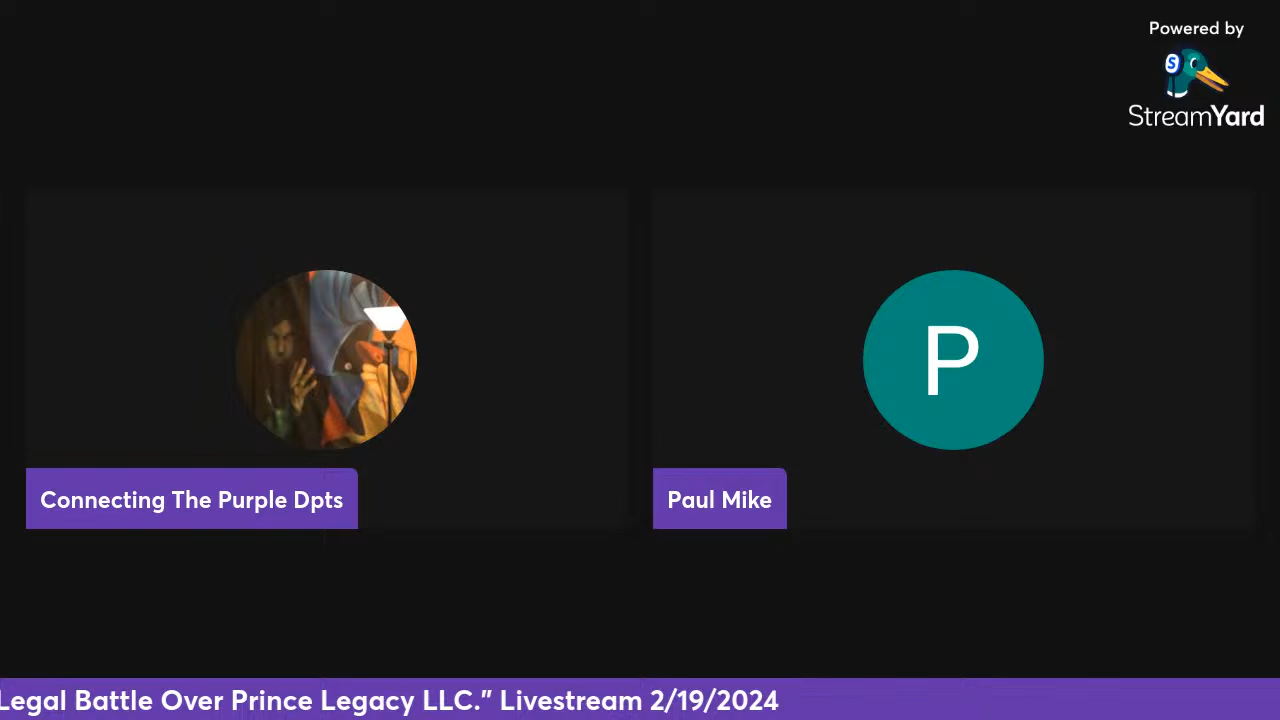 Powered by
S
StreamYard
P
Connecting The Purple Dpts
Paul Mike
Legal Battle Over Prince Legacy LLC.” Livestream 2/19/2024